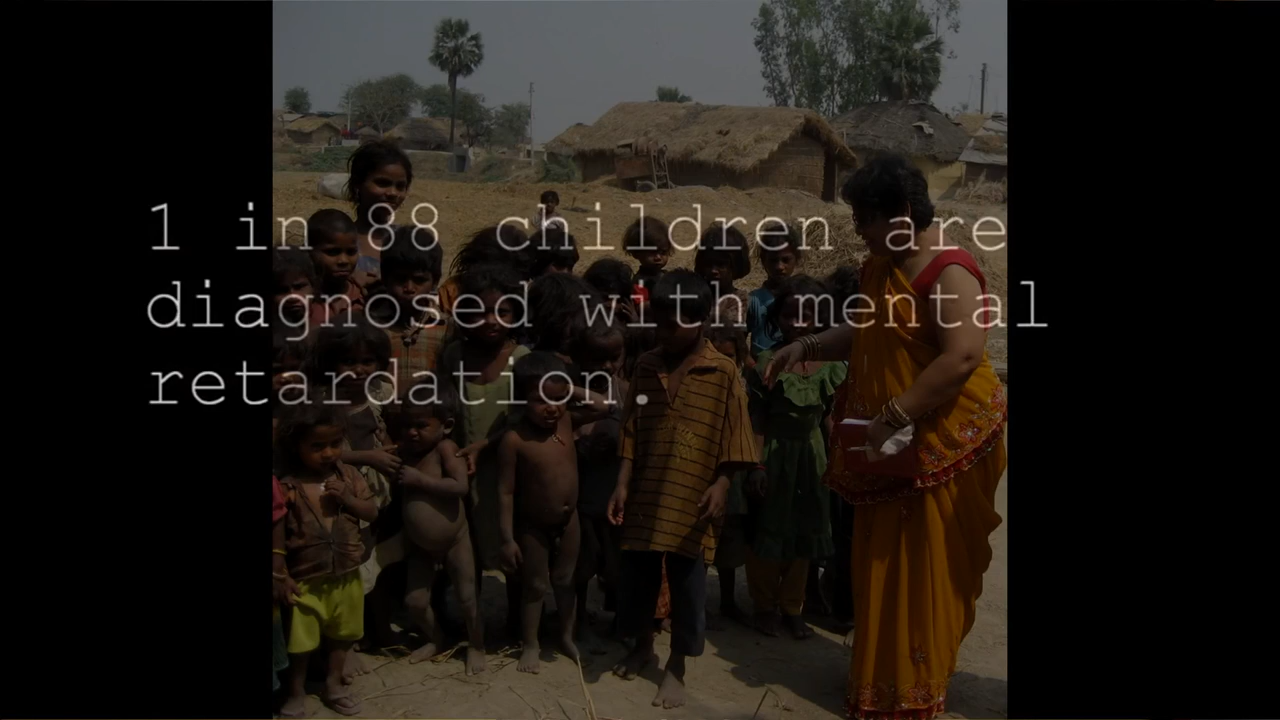 1 in 88 children are
diagnosed with mental
retardation.